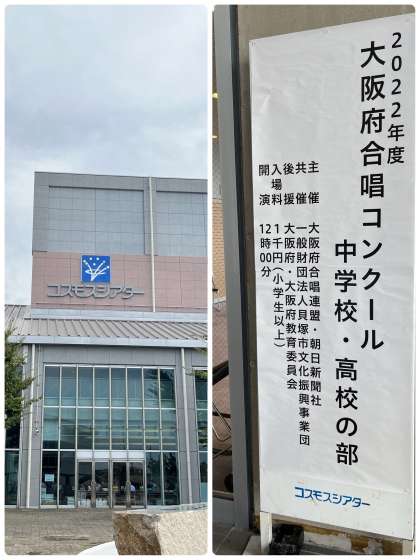 コスモスシアター
2022年度
大阪府合唱コンクール
中学校・高校の部
主催　大阪府合唱連盟・朝日新聞社
共催　一般財団法人貝塚市文化振興事業団
後援　大阪府・大阪府教育委員会
入場料　1千円(小学生以上)
開演　12時00分
コスモスシアター